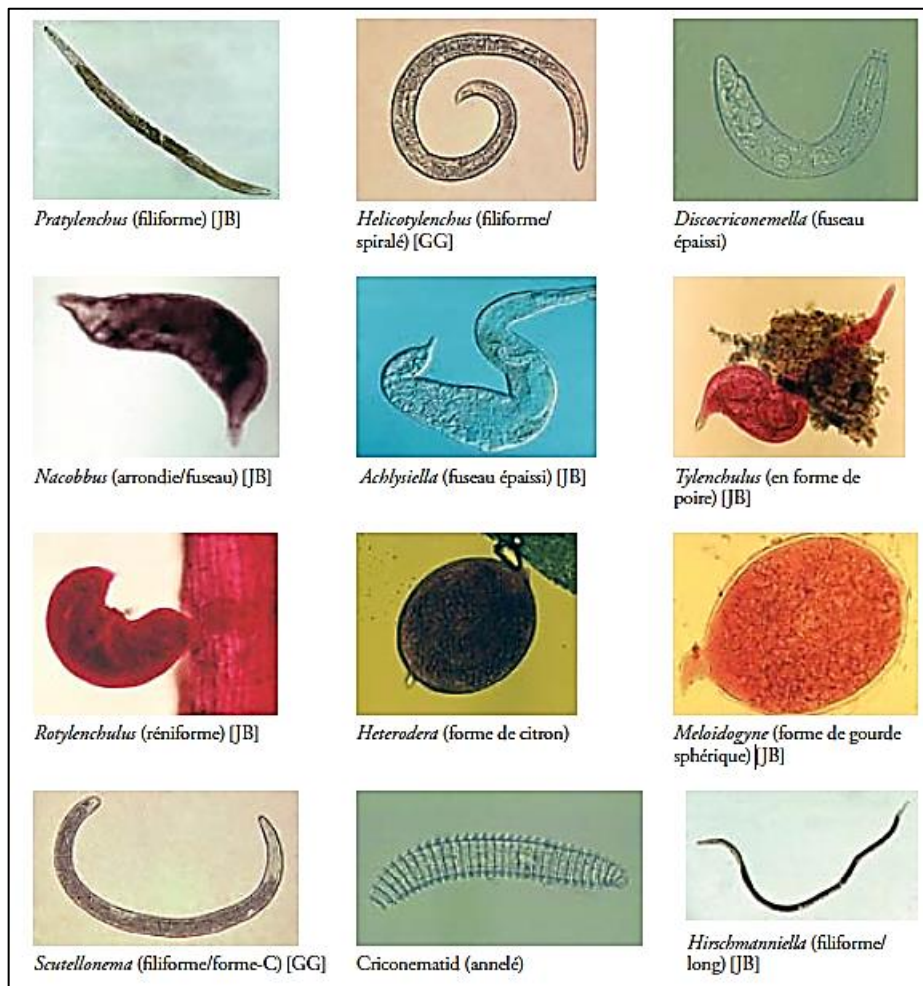 Pratylenchus (filiforme) [JB]
Helicotylenchus (filiforme/
spiralé) [GG]
Discocriconemella (fuseau
épaissi)
Nacobbus (arrondie/fuseau) [JB]
Achlysiella (fuseau épaissi) [JB]
Tylenchulus (en forme de
poire) [JB]
Rotylenchulus (réniforme) [JB]
Heterodera (forme de citron)
Meloidogyne (forme de gourde
sphérique) [JB]
Scutellonema (filiforme/forme-C) [GG]
Criconematid (annelé)
Hirschmanniella (filiforme/
long) [JB]